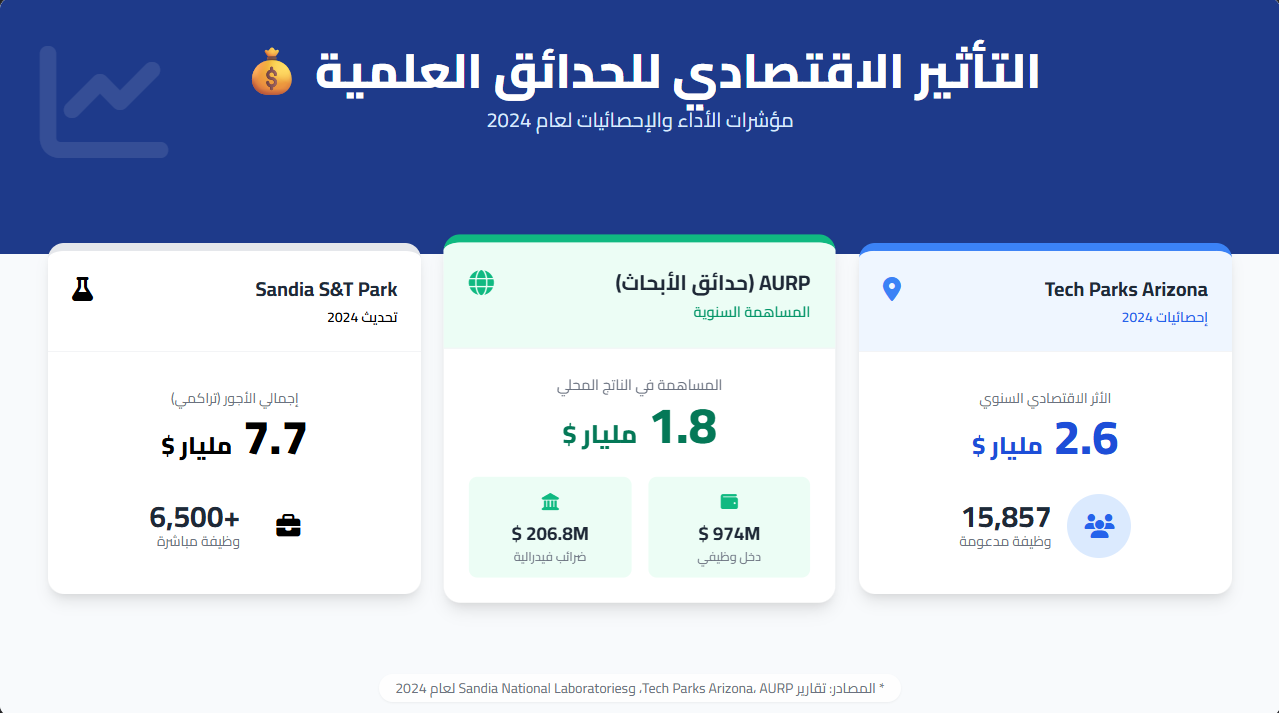 التأثير الاقتصادي للحدائق العلمية 💰
مؤشرات الأداء والإحصائيات لعام 2024
Tech Parks Arizona
إحصائيات 2024
الأثر الاقتصادي السنوي
2.6 مليار $
15,857
وظيفة مدعومة
AURP (حدائق الأبحاث)
المساهمة السنوية
المساهمة في الناتج المحلي
1.8 مليار $
$ 974M
دخل وظيفي
$ 206.8M
ضرائب فيدرالية
Sandia S&T Park
تحديث 2024
إجمالي الأجور (تراكمي)
7.7 مليار $
6,500+
وظيفة مباشرة
* المصادر: تقارير Tech Parks Arizona، AURP، وSandia National Laboratories لعام 2024